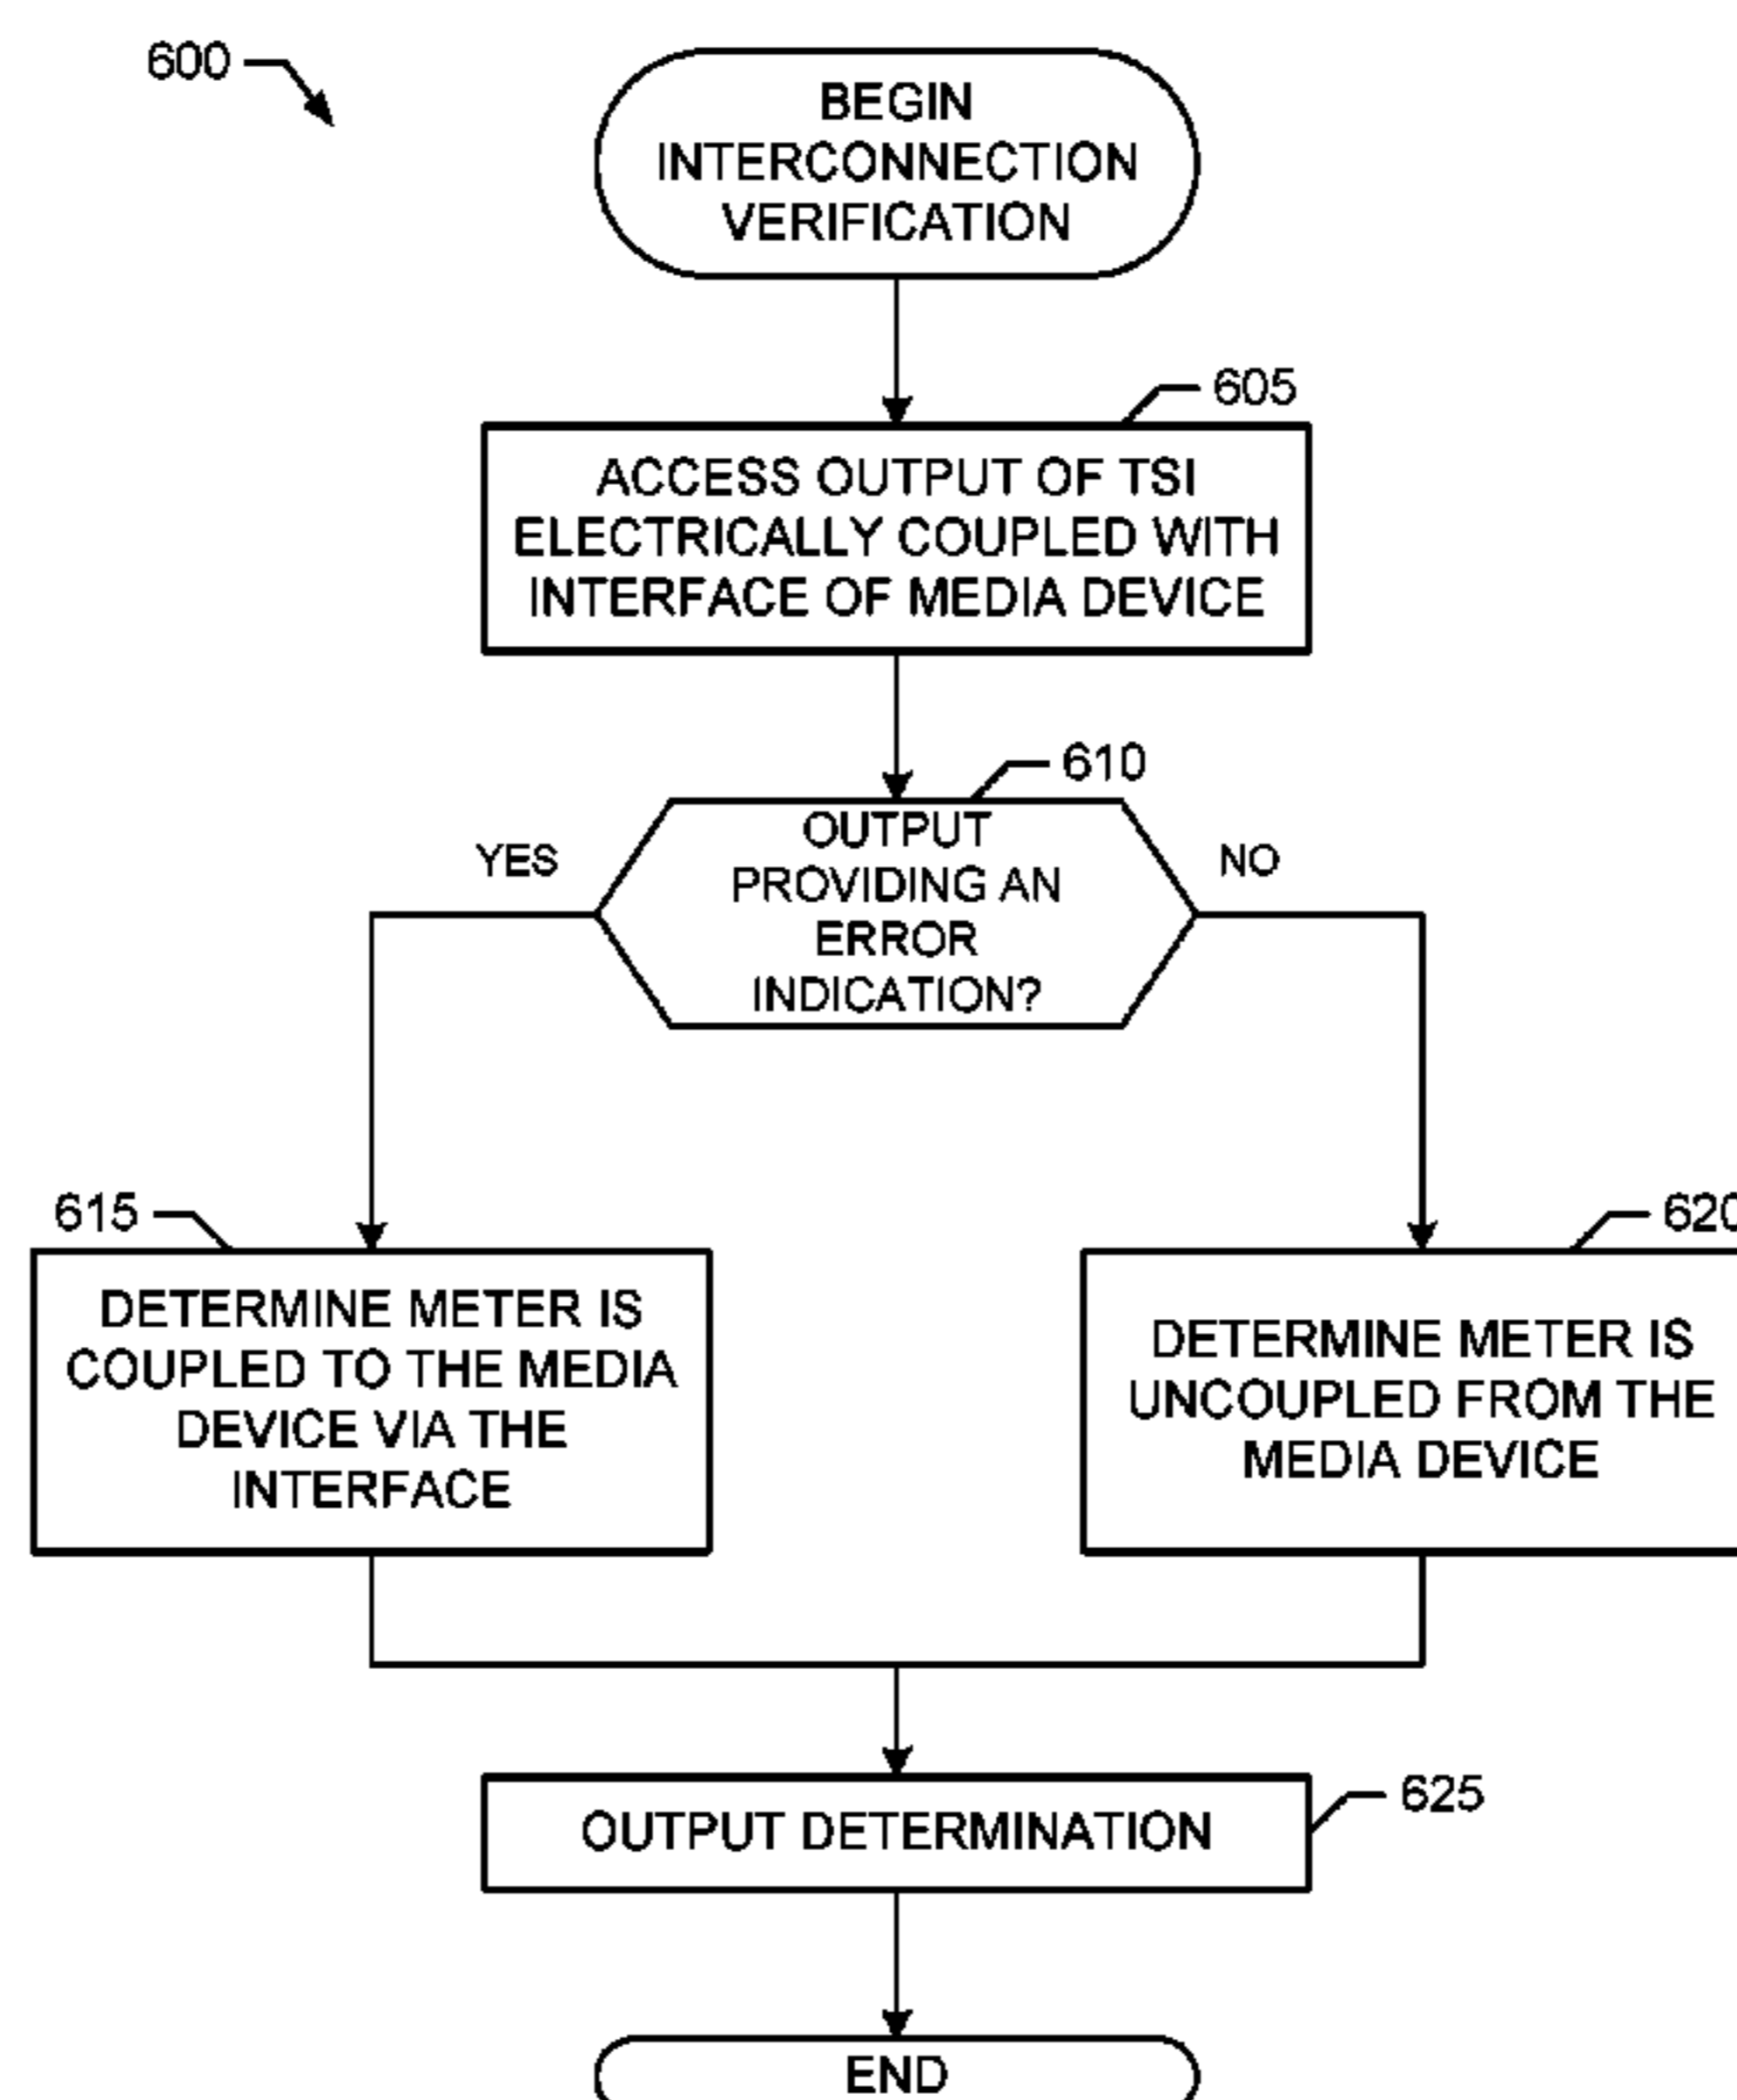 600
BEGIN
INTERCONNECTION
VERIFICATION
605
ACCESS OUTPUT OF TSI
ELECTRICALLY COUPLED WITH
INTERFACE OF MEDIA DEVICE
610
YES
OUTPUT
PROVIDING AN
ERROR
INDICATION?
NO
615
620
DETERMINE METER IS
COUPLED TO THE MEDIA
DEVICE VIA THE
INTERFACE
DETERMINE METER IS
UNCOUPLED FROM THE
MEDIA DEVICE
625
OUTPUT DETERMINATION
END